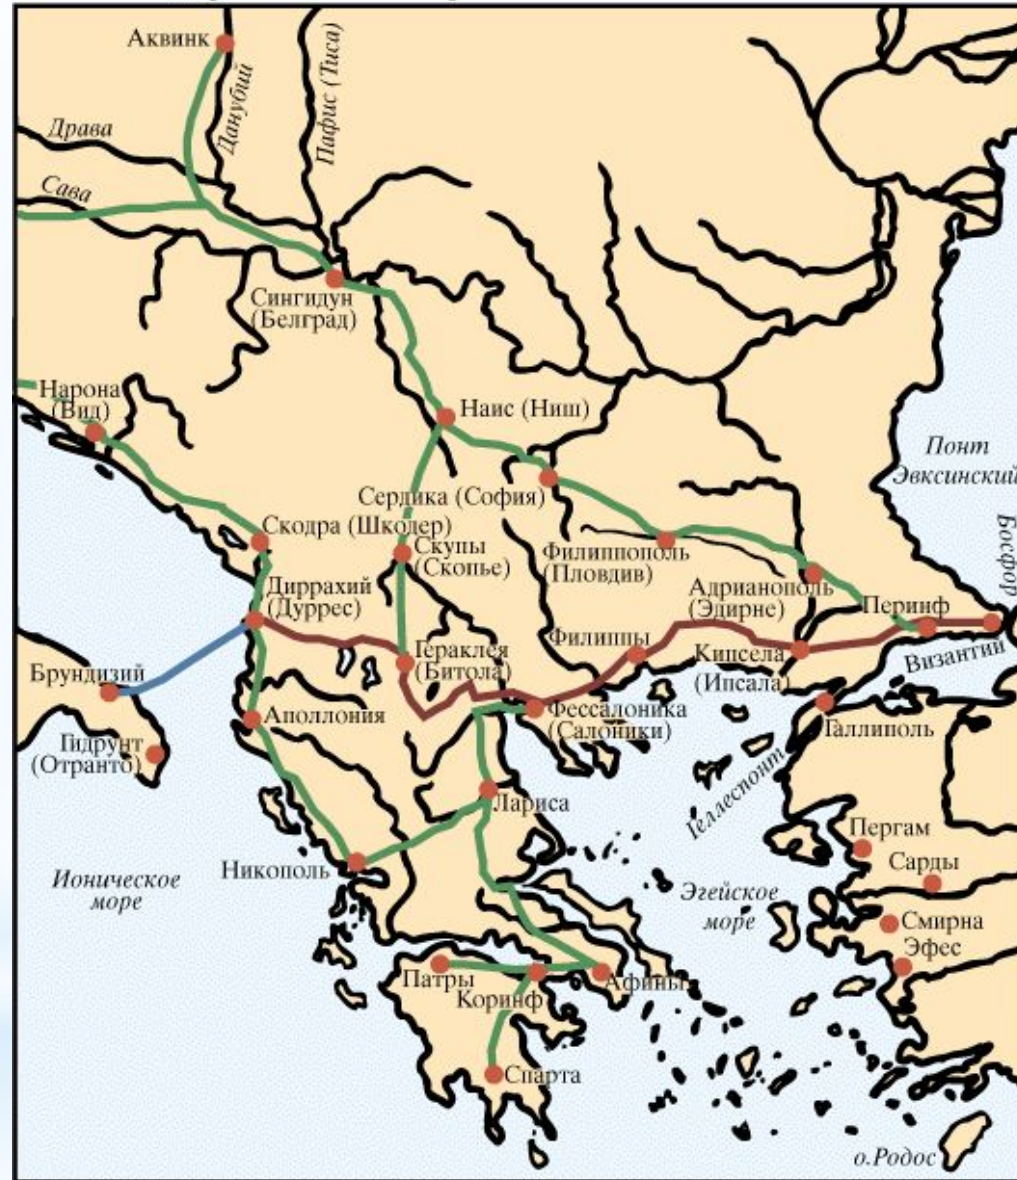 Аквинк
Данубий
Пафис (Тиса)
Драва
Сава
Сингидун
(Белград)
Нарона
(Вид)
Наис (Ниш)
Понт
Эвксинский
Сердика (София)
Скодра (Шкодер)
Скупы
(Скопье)
Филиппополь
(Пловдив)
Босфор
Диррахий
(Дуррес)
Адрианополь
(Эдирне)
Перинф
Филиппы
Гераклея
(Битола)
Кипсела
(Ипсала)
Византий
Брундизий
Аполлония
Фессалоника
(Салоники)
Галлиполь
Гидрунт
(Отранто)
Геллеспонт
Лариса
Пергам
Никополь
Сарды
Ионическое
море
Эгейское
море
Смирна
Эфес
Патры
Коринф
Афины
Спарта
о.Родос